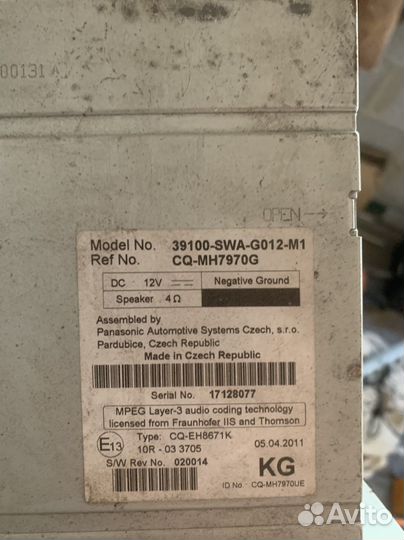 00131 A
OPEN
Model No. 39100-SWA-G012-M1
Ref No. CQ-MH7970G
DC 12V Negative Ground
Speaker 4Ω
Assembled by
Panasonic Automotive Systems Czech, s.r.o.
Pardubice, Czech Republic
Made in Czech Republic
Serial No. 17128077
MPEG Layer-3 audio coding technology
licensed from Fraunhofer IIS and Thomson
E13 Type: CQ-EH8671K 05.04.2011
10R - 03 3705
S/W Rev No. 020014 KG
ID No : CQ-MH7970UE
Avito